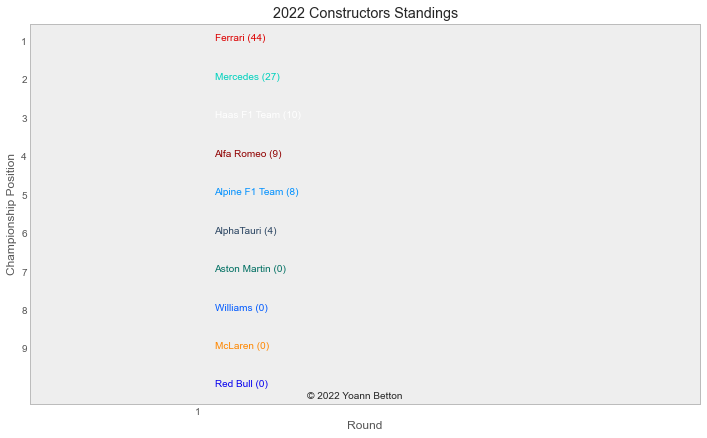 2022 Constructors Standings
Championship Position
1
Ferrari (44)
2
Mercedes (27)
3
Haas F1 Team (10)
4
Alfa Romeo (9)
5
Alpine F1 Team (8)
6
AlphaTauri (4)
7
Aston Martin (0)
8
Williams (0)
9
McLaren (0)
Red Bull (0)
© 2022 Yoann Betton
1
Round